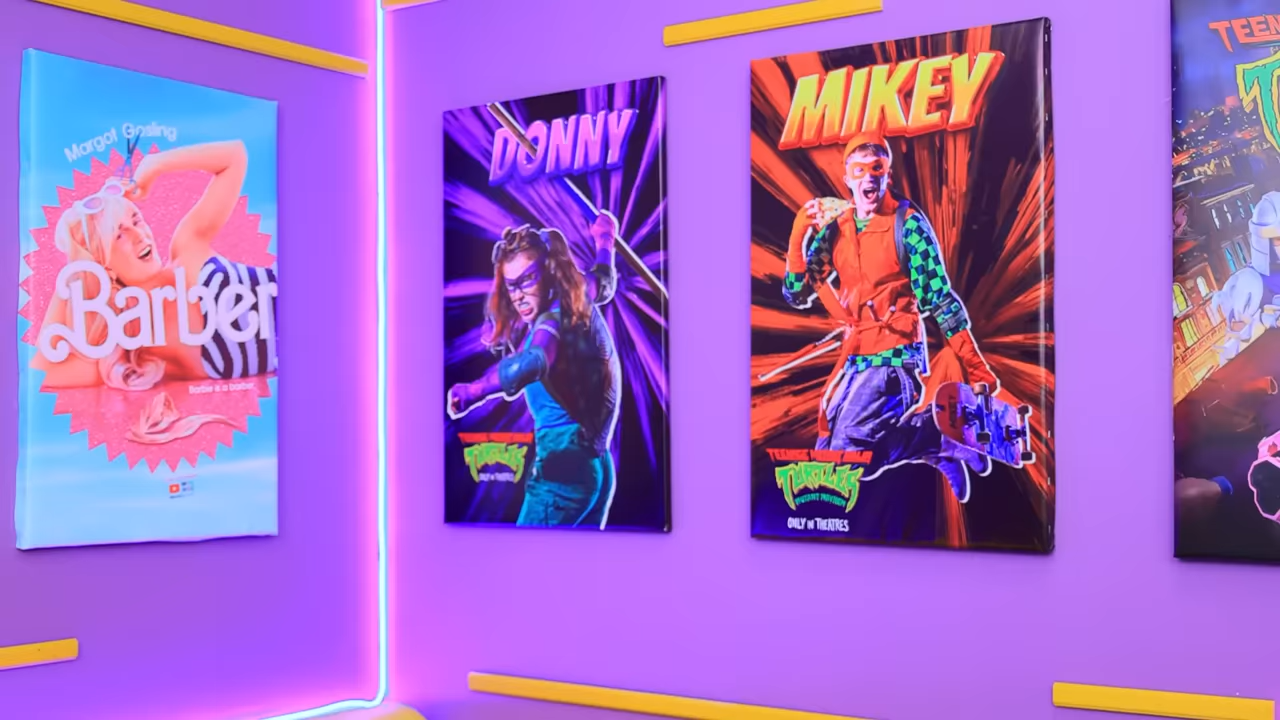 Margot Gosling
Barber
Barbie is a barber.
DONNY
TEENAGE MUTANT NINJA
TURTLES
ONLY IN THEATRES
MIKEY
TEENAGE MUTANT NINJA
TURTLES
MUTANT MAYHEM
ONLY IN THEATRES
TEEN